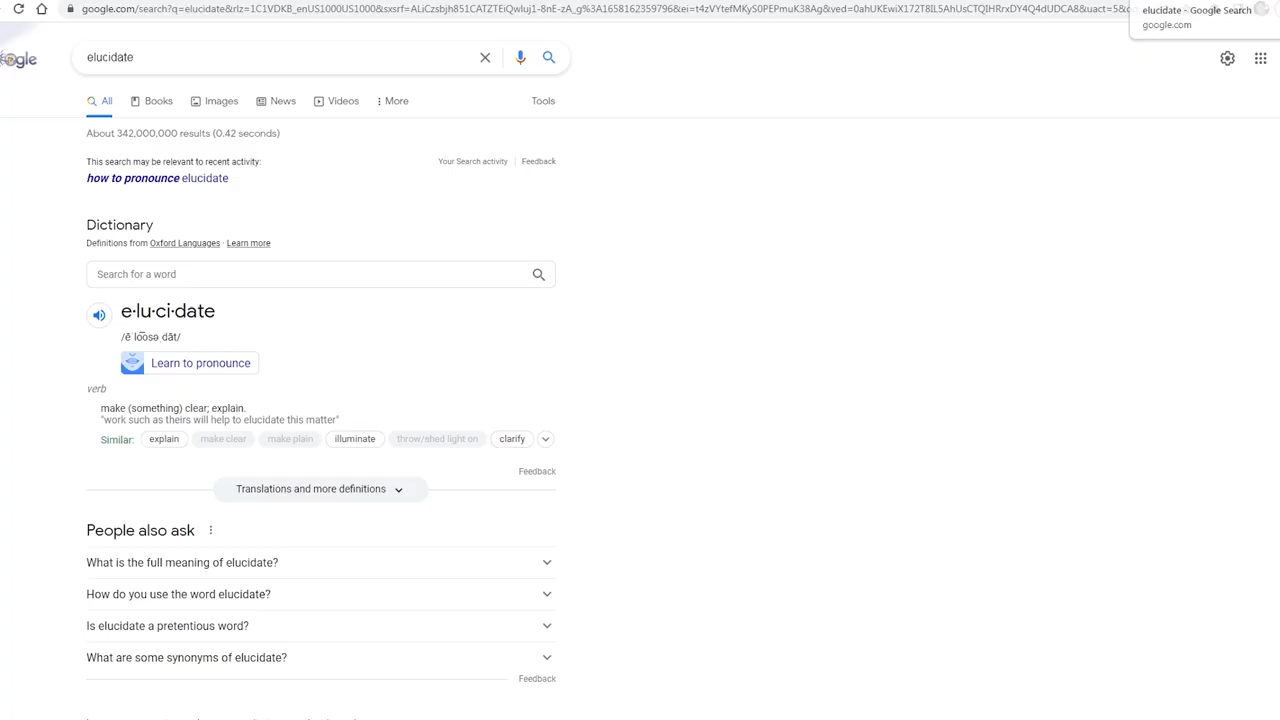 google.com/search?q=elucidate&rlz=1C1VDKB_enUS1000US1000&sxsrf=ALiCzsbjh851CATZTEiQwIuj1-8nE-zA_g%3A1658162359796&ei=t4zVYtefMKyS0PEPmuK38Ag&ved=0ahUKEwiX172T8IL5AhUsCTQIHRrxDY4Q4dUDCA8&uact=5&
elucidate - Google Search
google.com
elucidate
All Books Images News Videos More Tools
About 342,000,000 results (0.42 seconds)
This search may be relevant to recent activity: Your Search activity | Feedback
how to pronounce elucidate
Dictionary
Definitions from Oxford Languages · Learn more
Search for a word
e·lu·ci·date
/ēˈlo͞osəˌdāt/
Learn to pronounce
verb
make (something) clear; explain.
"work such as theirs will help to elucidate this matter"
Similar: explain make clear make plain illuminate throw/shed light on clarify
Feedback
Translations and more definitions
People also ask
What is the full meaning of elucidate?
How do you use the word elucidate?
Is elucidate a pretentious word?
What are some synonyms of elucidate?
Feedback